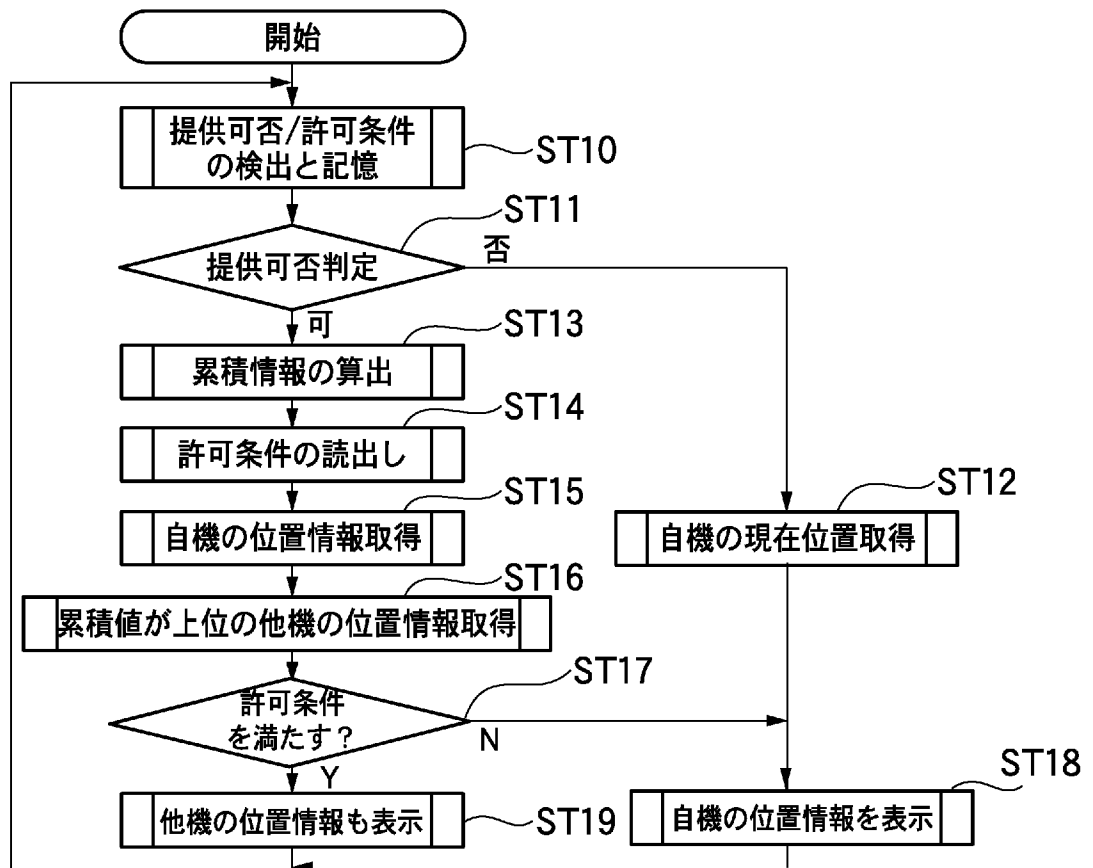 開始
提供可否/許可条件
の検出と記憶
ST10
ST11
提供可否判定
否
可
ST13
累積情報の算出
ST14
許可条件の読出し
ST15
自機の位置情報取得
ST12
自機の現在位置取得
ST16
累積値が上位の他機の位置情報取得
ST17
許可条件
を満たす？
N
Y
ST18
他機の位置情報も表示
ST19
自機の位置情報を表示